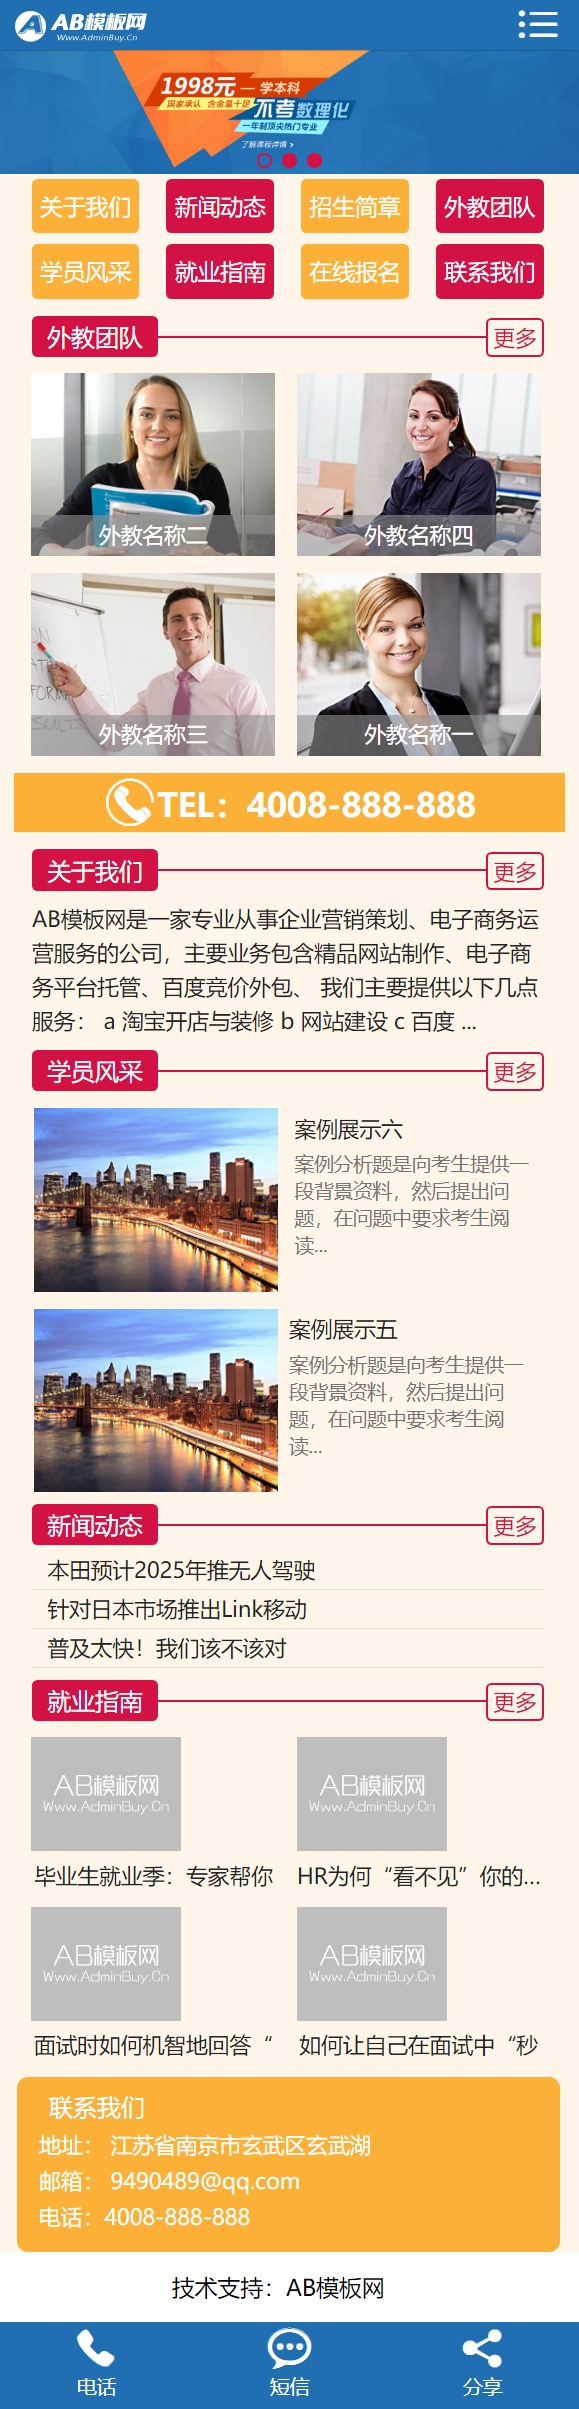 AB模板网
Www.AdminBuy.Cn
1998元 — 学本科
国家承认 含金量十足
不考数理化
一年制顶尖热门专业
了解课程详情 >
关于我们 新闻动态 招生简章 外教团队
学员风采 就业指南 在线报名 联系我们
外教团队 更多
外教名称二 外教名称四
外教名称三 外教名称一
TEL：4008-888-888
关于我们 更多
AB模板网是一家专业从事企业营销策划、电子商务运
营服务的公司，主要业务包含精品网站制作、电子商
务平台托管、百度竞价外包、 我们主要提供以下几点
服务： a 淘宝开店与装修 b 网站建设 c 百度 ...
学员风采 更多
案例展示六
案例分析题是向考生提供一
段背景资料，然后提出问
题，在问题中要求考生阅
读...
案例展示五
案例分析题是向考生提供一
段背景资料，然后提出问
题，在问题中要求考生阅
读...
新闻动态 更多
本田预计2025年推无人驾驶
针对日本市场推出Link移动
普及太快！我们该不该对
就业指南 更多
AB模板网 AB模板网
Www.AdminBuy.Cn Www.AdminBuy.Cn
毕业生就业季：专家帮你 HR为何“看不见”你的...
AB模板网 AB模板网
Www.AdminBuy.Cn Www.AdminBuy.Cn
面试时如何机智地回答“ 如何让自己在面试中“秒
联系我们
地址： 江苏省南京市玄武区玄武湖
邮箱： 9490489@qq.com
电话：4008-888-888
技术支持：AB模板网
电话 短信 分享